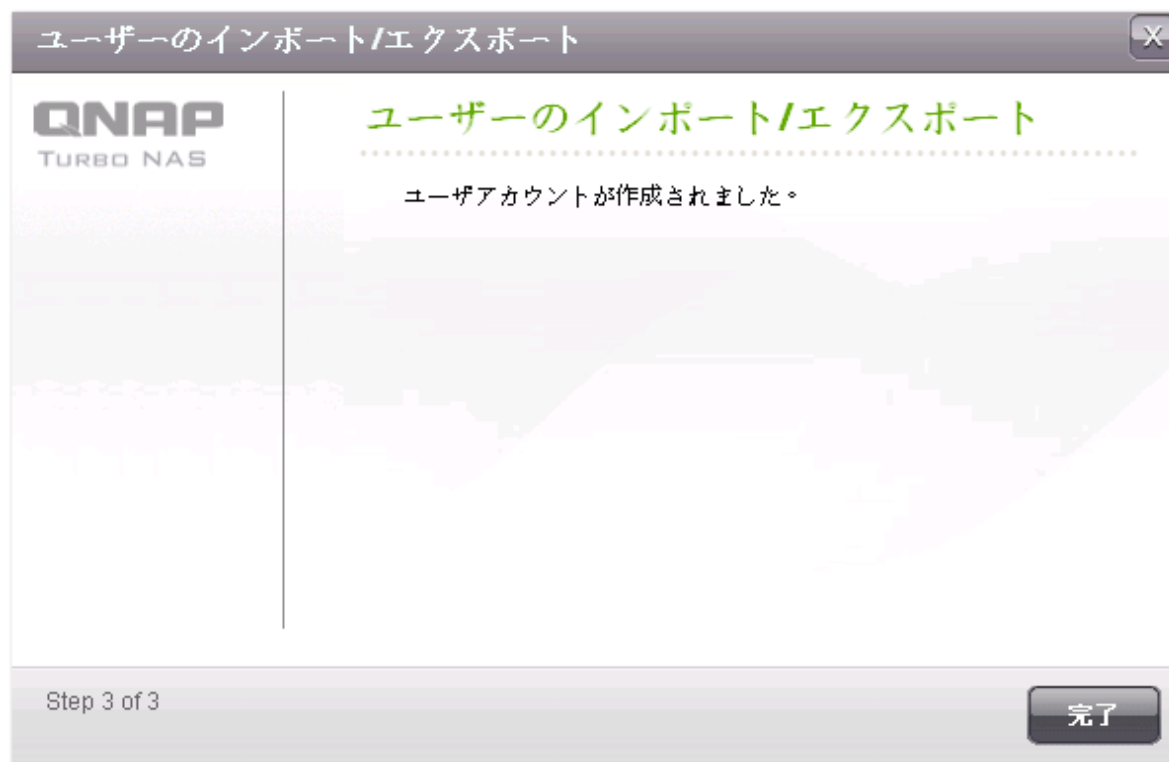 ユーザーのインポート/エクスポート
X
QNAP
TURBO NAS
ユーザーのインポート/エクスポート
ユーザアカウントが作成されました。
Step 3 of 3
完了